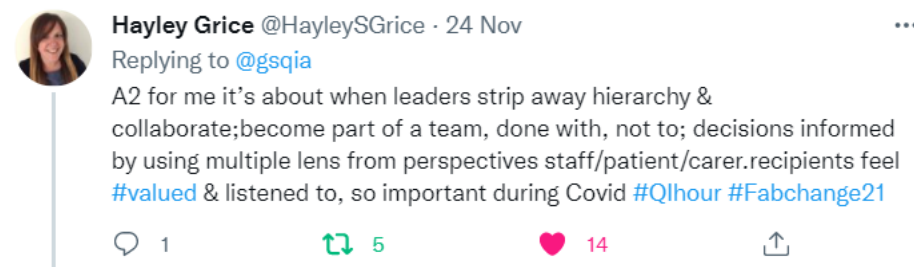 Hayley Grice @HayleySGrice · 24 Nov
Replying to @gsqia
A2 for me it's about when leaders strip away hierarchy &
collaborate;become part of a team, done with, not to; decisions informed
by using multiple lens from perspectives staff/patient/carer.recipients feel
#valued & listened to, so important during Covid #QIhour #Fabchange21
1 5 14